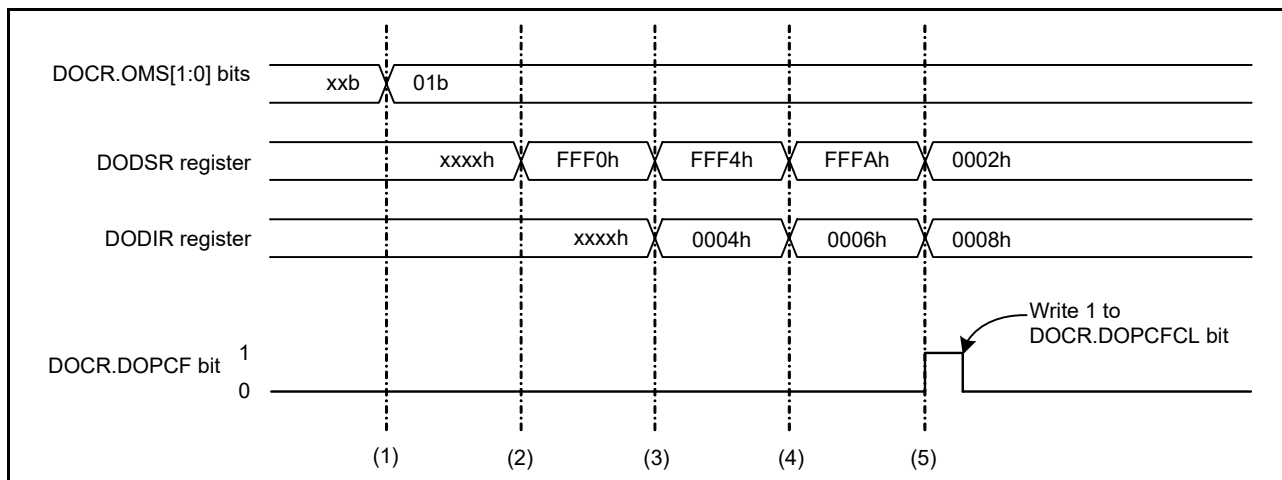 DOCR.OMS[1:0] bits
xxb
01b
DODSR register
xxxxh
FFF0h
FFF4h
FFFAh
0002h
DODIR register
xxxxh
0004h
0006h
0008h
Write 1 to
DOCR.DOPCFCL bit
DOCR.DOPCF bit
1
0
(1)
(2)
(3)
(4)
(5)